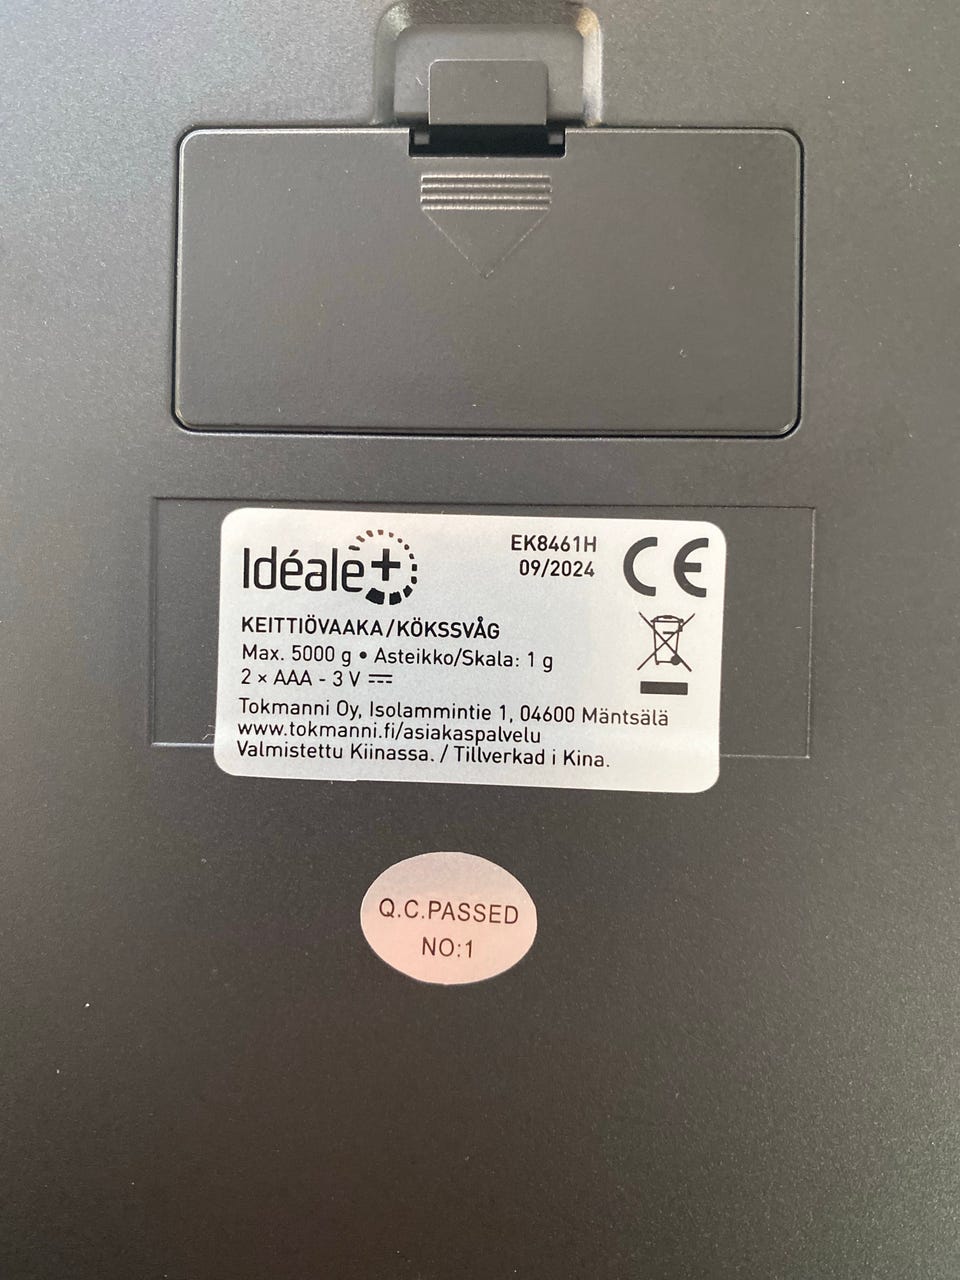 Idéale+
EK8461H
09/2024
CE
KEITTIÖVAAKA/KÖKSSVÅG
Max. 5000 g • Asteikko/Skala: 1 g
2 × AAA - 3 V ⎓
Tokmanni Oy, Isolammintie 1, 04600 Mäntsälä
www.tokmanni.fi/asiakaspalvelu
Valmistettu Kiinassa. / Tillverkad i Kina.
Q.C.PASSED
NO:1